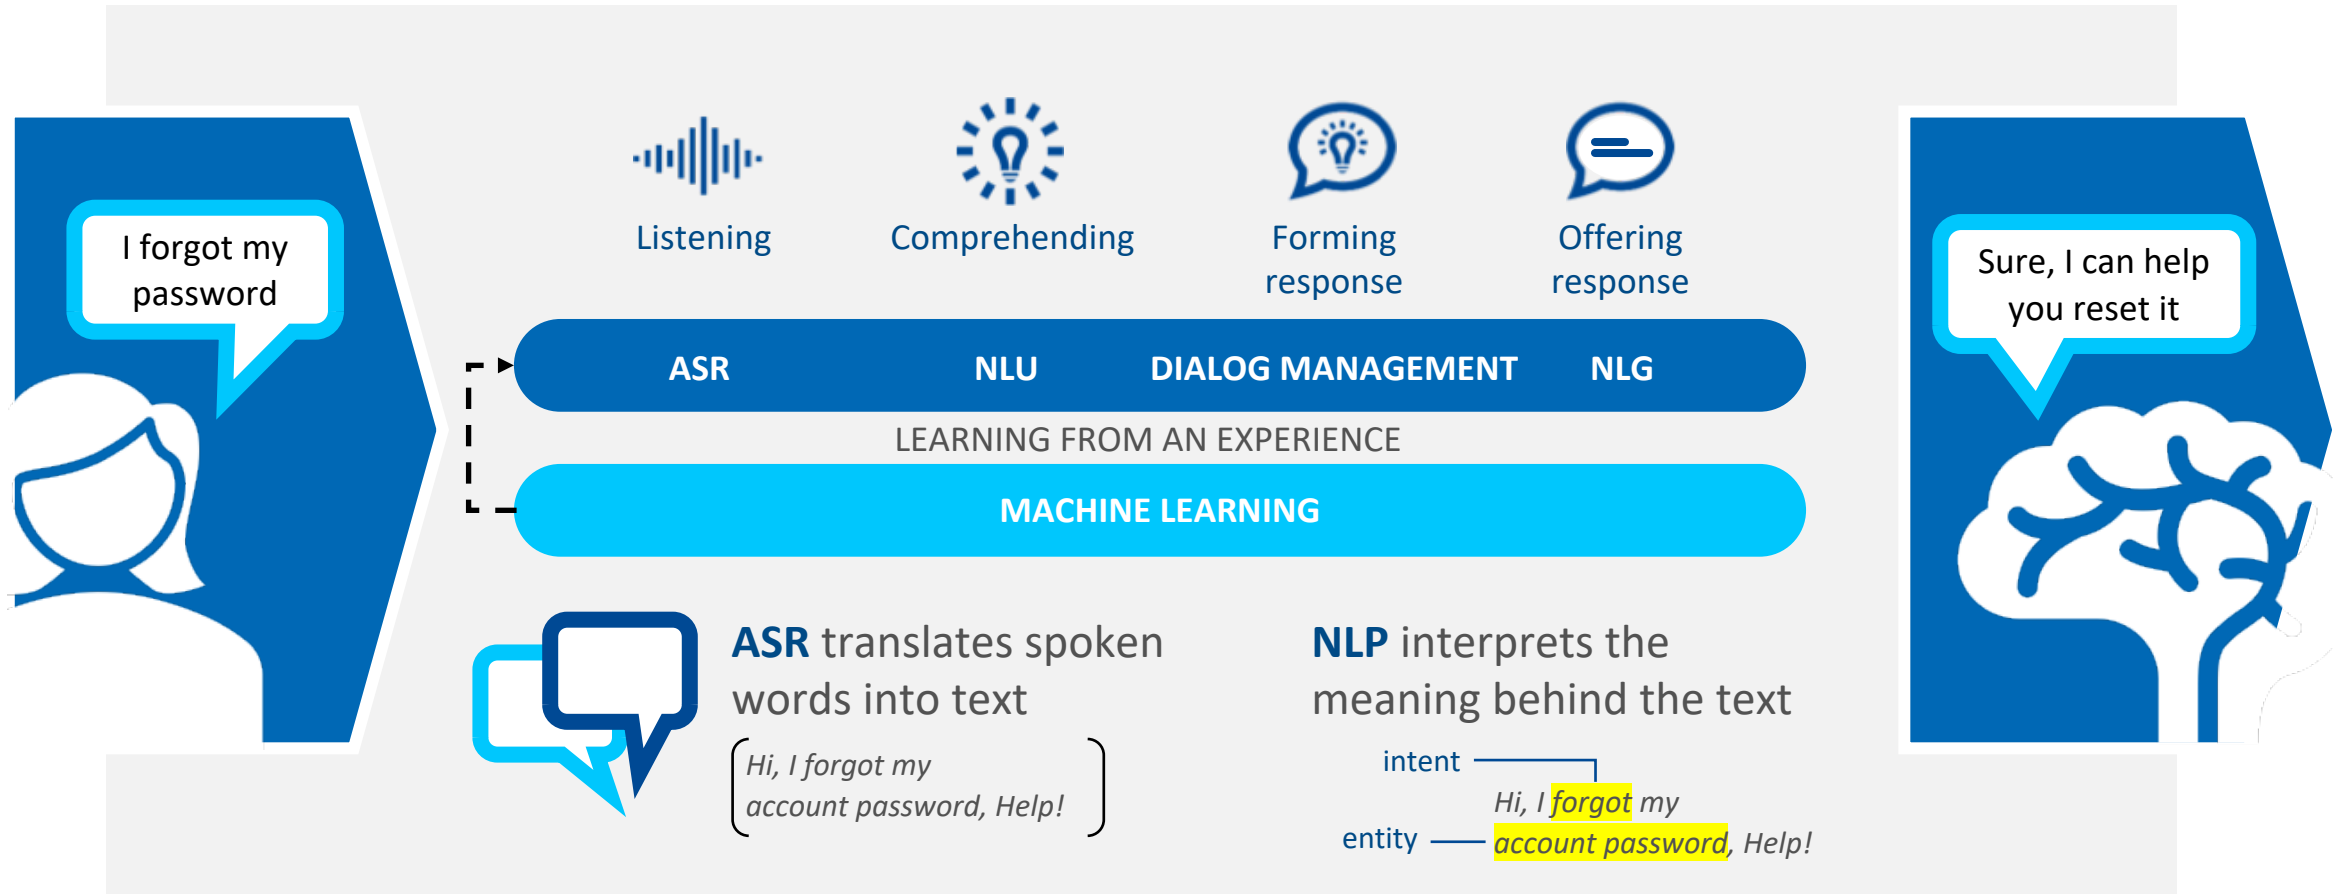 I forgot my
password
Listening
Comprehending
Forming
response
Offering
response
Sure, I can help
you reset it
ASR NLU DIALOG MANAGEMENT NLG
LEARNING FROM AN EXPERIENCE
MACHINE LEARNING
ASR translates spoken
words into text
Hi, I forgot my
account password, Help!
NLP interprets the
meaning behind the text
intent
Hi, I forgot my
entity
account password, Help!